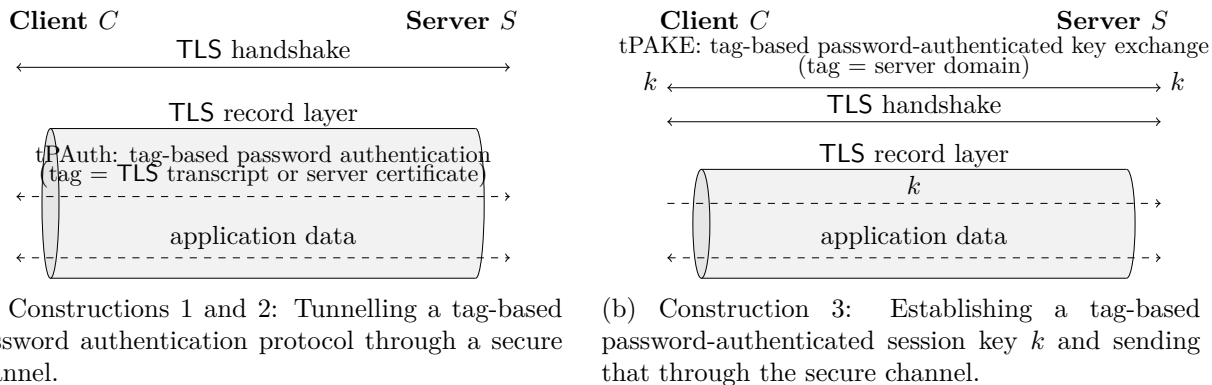 Client C Server S
TLS handshake
TLS record layer
tPAuth: tag-based password authentication
(tag = TLS transcript or server certificate)
application data
Constructions 1 and 2: Tunnelling a tag-based
password authentication protocol through a secure
Client C Server S
tPAKE: tag-based password-authenticated key exchange
(tag = server domain)
k k
TLS handshake
TLS record layer
k
application data
(b) Construction 3: Establishing a tag-based
password-authenticated session key k and sending
that through the secure channel.